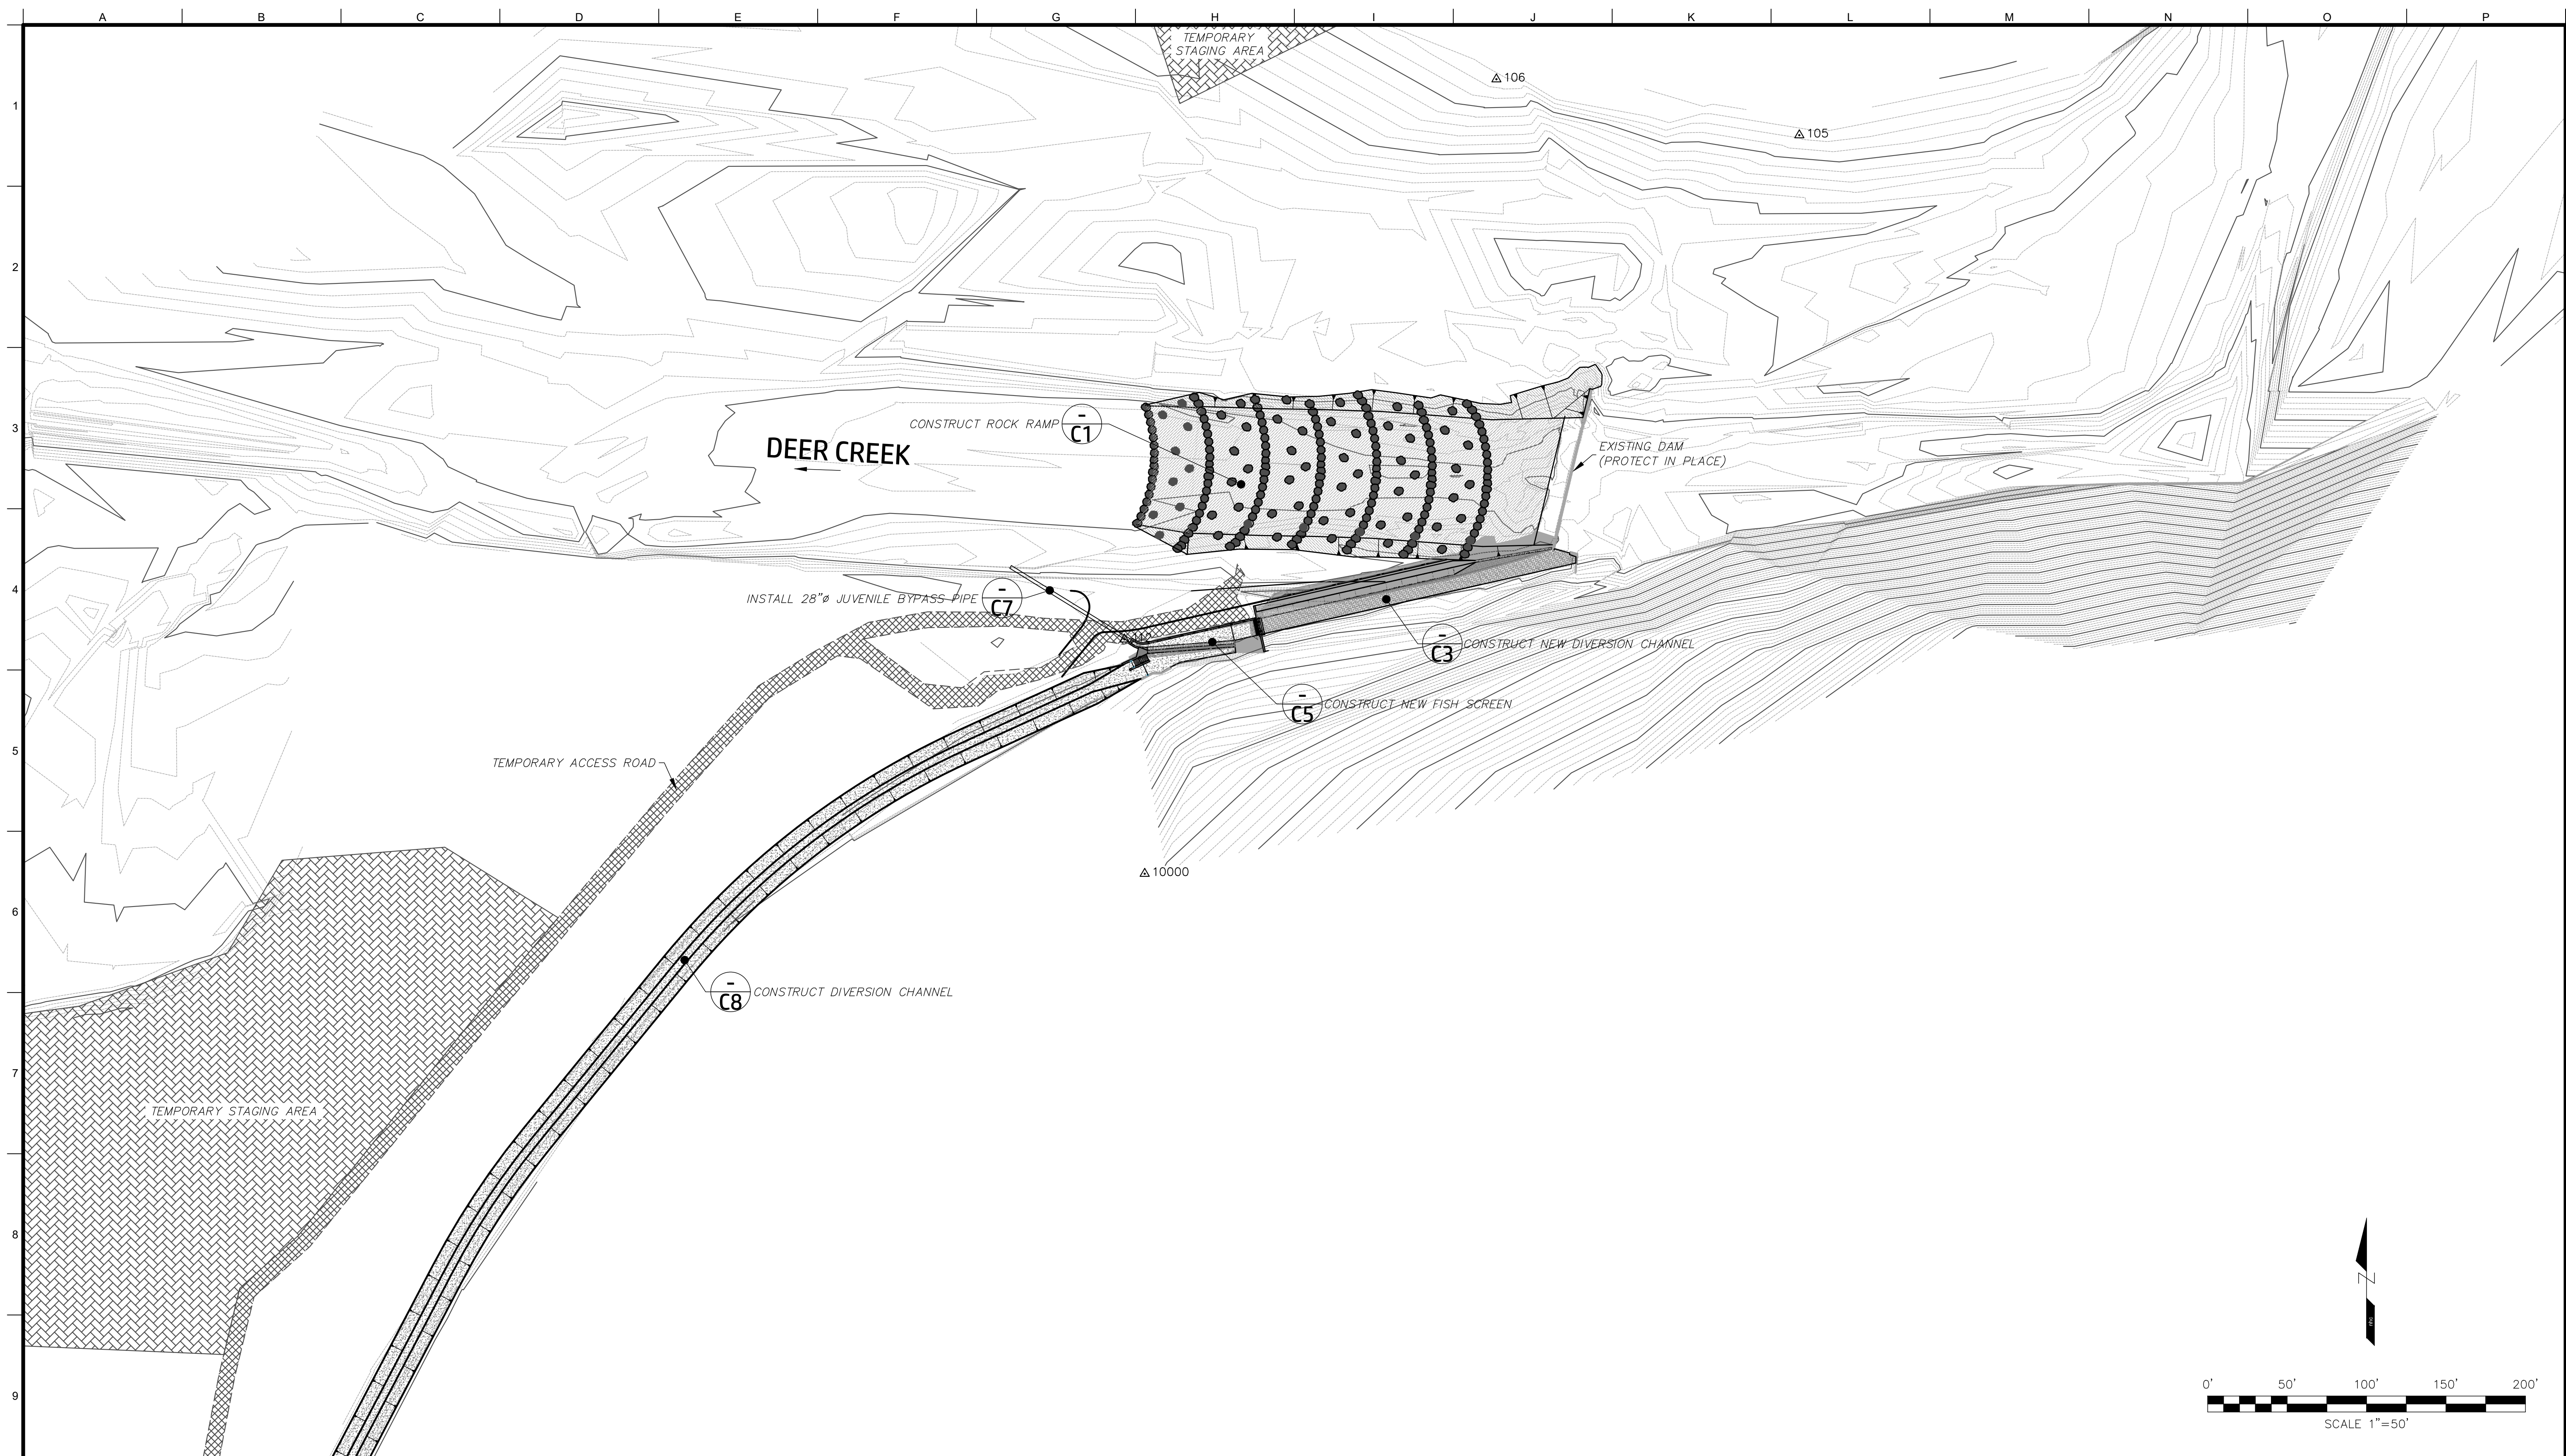 A B C D E F G H I J K L M N O P
TEMPORARY
STAGING AREA
106
1
105
2
3
CONSTRUCT ROCK RAMP
-
C1
DEER CREEK
EXISTING DAM
(PROTECT IN PLACE)
4
INSTALL 28"ø JUVENILE BYPASS PIPE
-
C7
112
-
C3
CONSTRUCT NEW DIVERSION CHANNEL
-
C5
CONSTRUCT NEW FISH SCREEN
5
TEMPORARY ACCESS ROAD
10000
6
-
C8
CONSTRUCT DIVERSION CHANNEL
7
TEMPORARY STAGING AREA
8
N
nhc
9
0' 50' 100' 150' 200'
SCALE 1"=50'